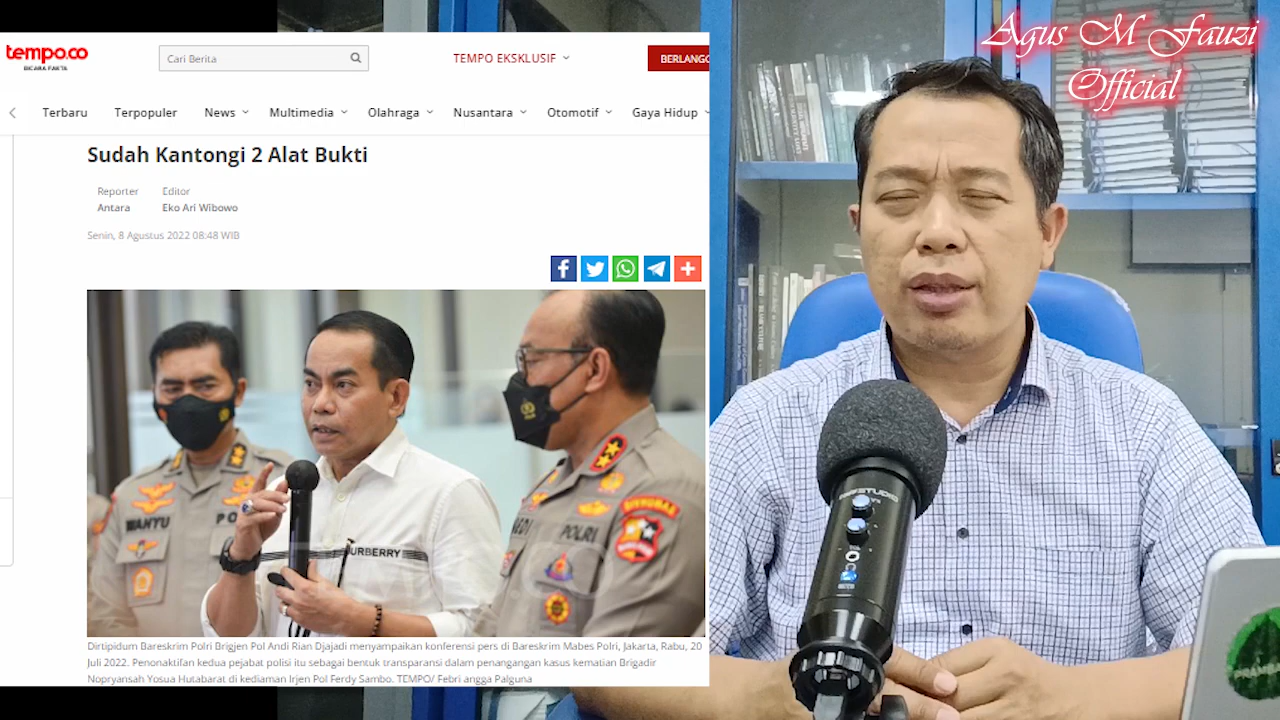 Agus M Fauzi
Official
tempo.co
BICARA FAKTA
Cari Berita
TEMPO EKSKLUSIF
BERLANGG
Terbaru Terpopuler News Multimedia Olahraga Nusantara Otomotif Gaya Hidup
Sudah Kantongi 2 Alat Bukti
Reporter Editor
Antara Eko Ari Wibowo
Senin, 8 Agustus 2022 08:48 WIB
WAHYU
POLRI
URBERRY
Dirtipidum Bareskrim Polri Brigjen Pol Andi Rian Djajadi menyampaikan konferensi pers di Bareskrim Mabes Polri, Jakarta, Rabu, 20
Juli 2022. Penonaktifan kedua pejabat polisi itu sebagai bentuk transparansi dalam penangangan kasus kematian Brigadir
Nopryansah Yosua Hutabarat di kediaman Irjen Pol Ferdy Sambo. TEMPO/ Febri angga Palguna